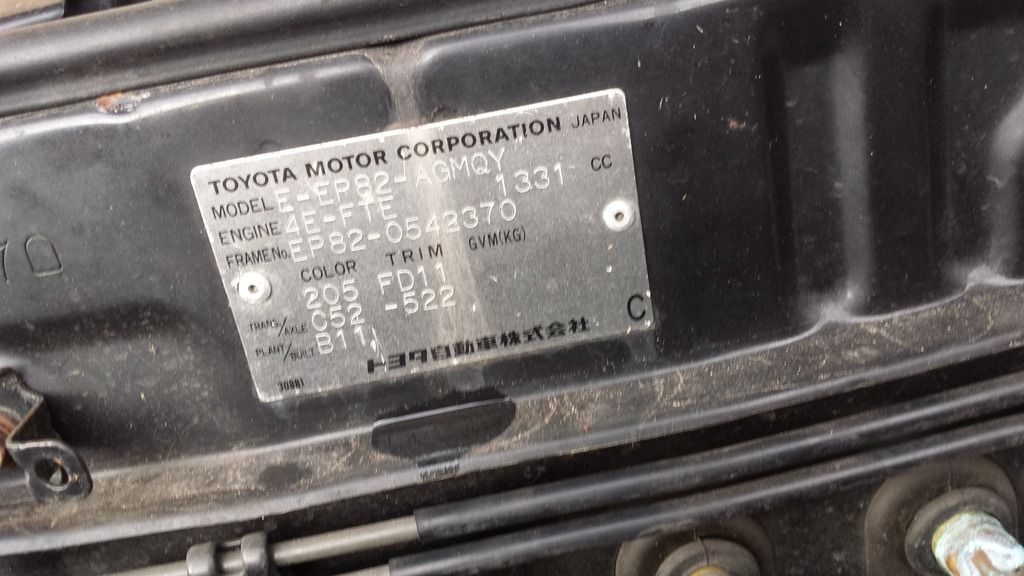 TOYOTA MOTOR CORPORATION JAPAN
MODEL E-EP82-AGMQY
ENGINE 4E-FTE 1331 CC
FRAME No. EP82-0542370
COLOR TRIM GVM(KG)
205 FD11
TRANS/AXLE C52 -522
PLANT/BUILT B11
トヨタ自動車株式会社 C
30881
70